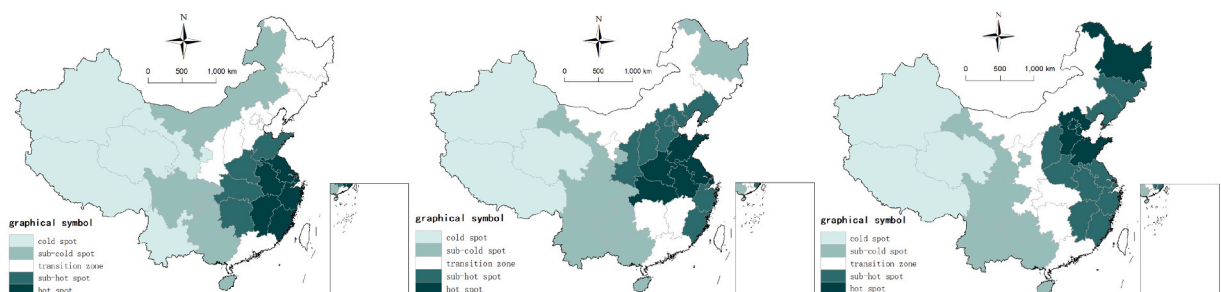 N
0 500 1,000 km
graphical symbol
cold spot
sub-cold spot
transition zone
sub-hot spot
hot spot
N
0 500 1,000 km
graphical symbol
cold spot
sub-cold spot
transition zone
sub-hot spot
hot spot
N
0 500 1,000 km
graphical symbol
cold spot
sub-cold spot
transition zone
sub-hot spot
hot spot